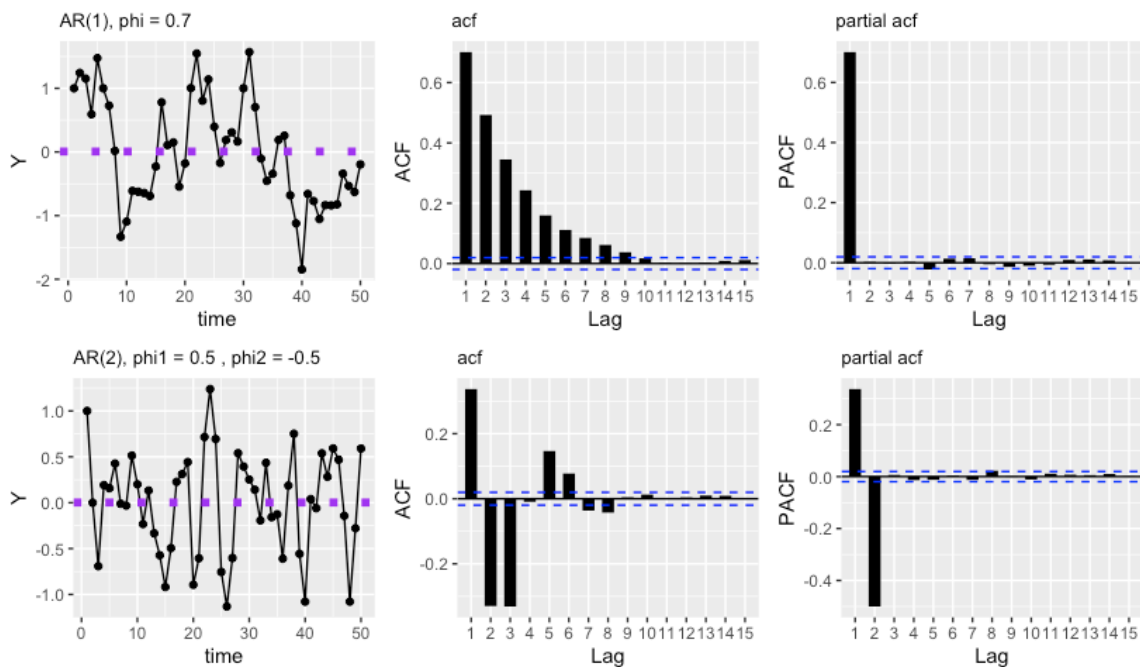 AR(1), phi = 0.7
acf
partial acf
1
0
-1
-2
Y
0 10 20 30 40 50
time
0.6
0.4
0.2
0.0
ACF
1 2 3 4 5 6 7 8 9 10 11 12 13 14 15
Lag
0.6
0.4
0.2
0.0
PACF
1 2 3 4 5 6 7 8 9 10 11 12 13 14 15
Lag
AR(2), phi1 = 0.5 , phi2 = -0.5
acf
partial acf
1.0
0.5
0.0
-0.5
-1.0
Y
0 10 20 30 40 50
time
0.2
0.0
-0.2
ACF
1 2 3 4 5 6 7 8 9 10 11 12 13 14 15
Lag
0.2
0.0
-0.2
-0.4
PACF
1 2 3 4 5 6 7 8 9 10 11 12 13 14 15
Lag